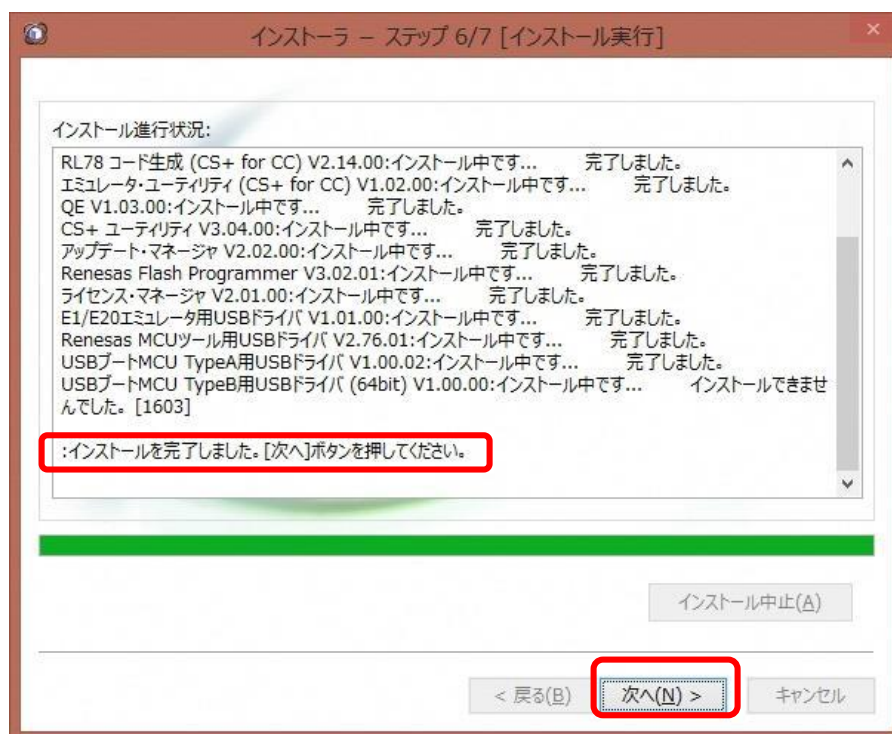 インストーラ － ステップ 6/7 [インストール実行]
インストール進行状況:
RL78 コード生成 (CS+ for CC) V2.14.00:インストール中です... 完了しました。
エミュレータ・ユーティリティ (CS+ for CC) V1.02.00:インストール中です... 完了しました。
QE V1.03.00:インストール中です... 完了しました。
CS+ ユーティリティ V3.04.00:インストール中です... 完了しました。
アップデート・マネージャ V2.02.00:インストール中です... 完了しました。
Renesas Flash Programmer V3.02.01:インストール中です... 完了しました。
ライセンス・マネージャ V2.01.00:インストール中です... 完了しました。
E1/E20エミュレータ用USBドライバ V1.01.00:インストール中です... 完了しました。
Renesas MCUツール用USBドライバ V2.76.01:インストール中です... 完了しました。
USBブートMCU TypeA用USBドライバ V1.00.02:インストール中です... 完了しました。
USBブートMCU TypeB用USBドライバ (64bit) V1.00.00:インストール中です... インストールできませ
んでした。[1603]
:インストールを完了しました。[次へ]ボタンを押してください。
インストール中止(A)
< 戻る(B) 次へ(N) > キャンセル